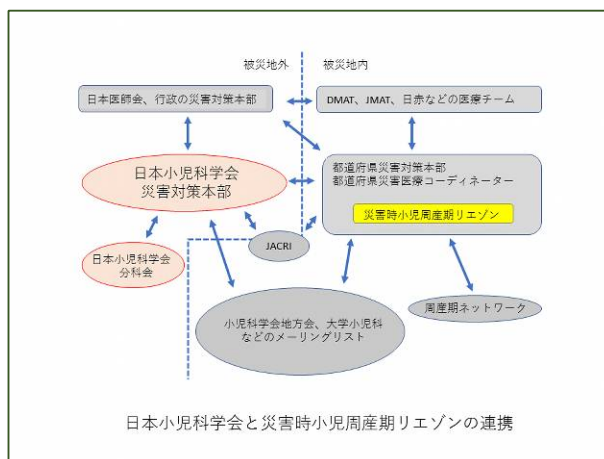 被災地外
被災地内
日本医師会、行政の災害対策本部
DMAT、JMAT、日赤などの医療チーム
日本小児科学会
災害対策本部
都道府県災害対策本部
都道府県災害医療コーディネーター
災害時小児周産期リエゾン
日本小児科学会
分科会
JACRI
小児科学会地方会、大学小児科
などのメーリングリスト
周産期ネットワーク
日本小児科学会と災害時小児周産期リエゾンの連携